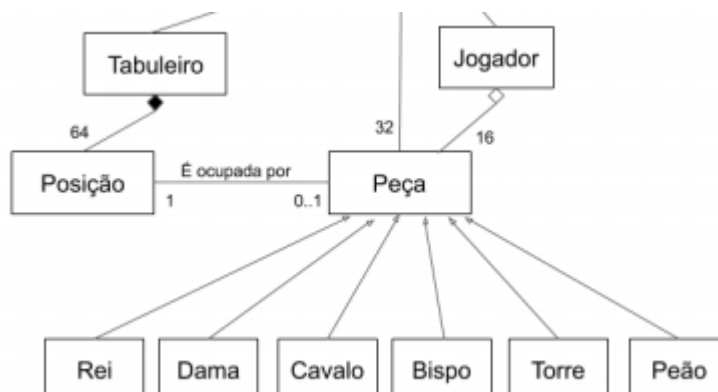 Tabuleiro
Jogador
64
32
16
Posição
É ocupada por
Peça
1
0..1
Rei
Dama
Cavalo
Bispo
Torre
Peão